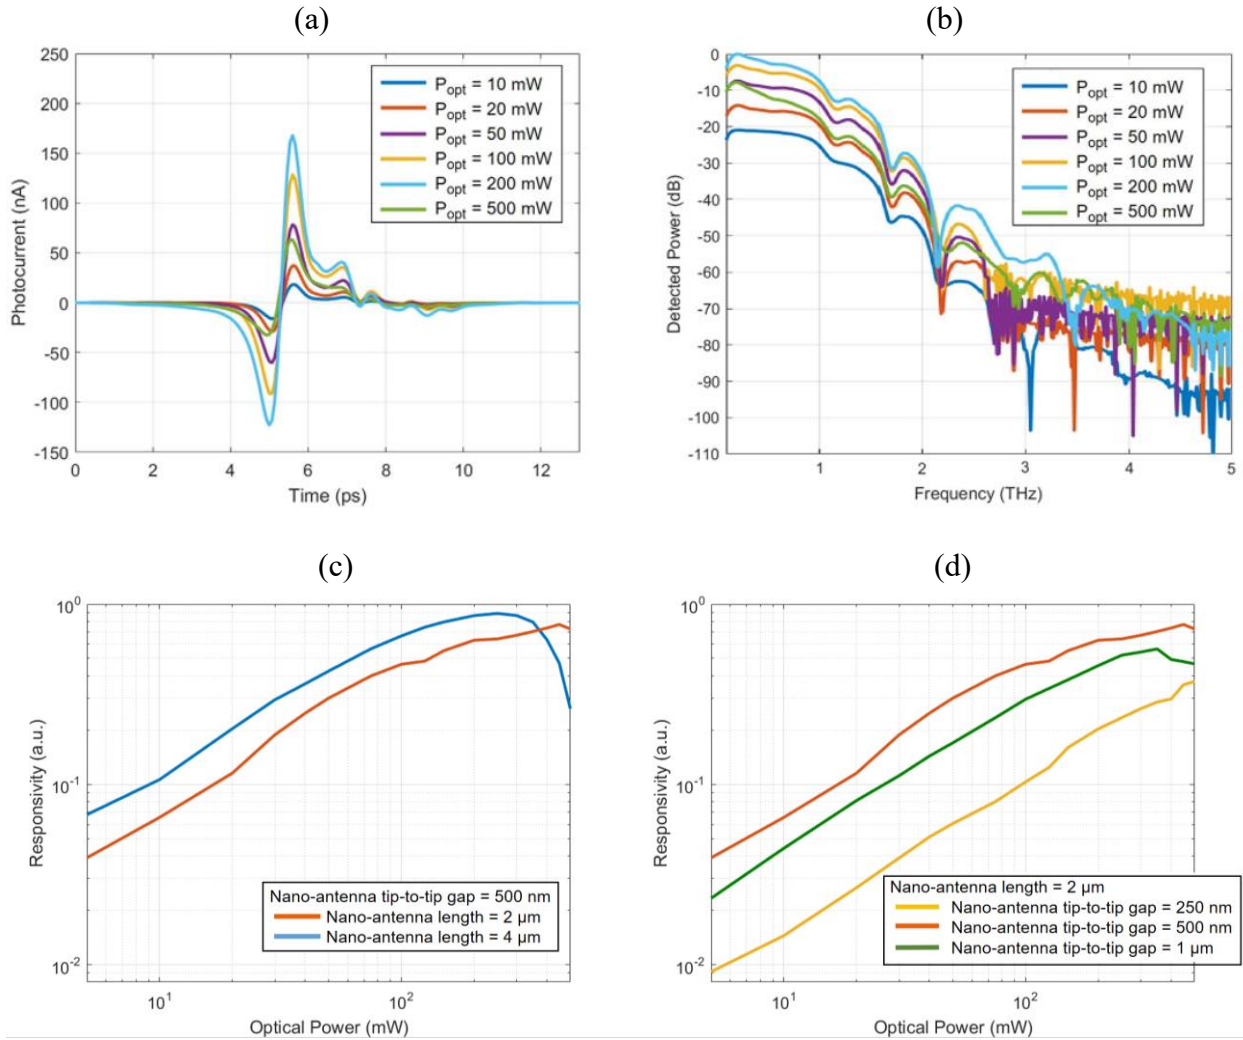 (a)
250
200
150
100
50
0
-50
-100
-150
Photocurrent (nA)
0 2 4 6 8 10 12
Time (ps)
P_opt = 10 mW
P_opt = 20 mW
P_opt = 50 mW
P_opt = 100 mW
P_opt = 200 mW
P_opt = 500 mW
(b)
0
-10
-20
-30
-40
-50
-60
-70
-80
-90
-100
-110
Detected Power (dB)
1 2 3 4 5
Frequency (THz)
P_opt = 10 mW
P_opt = 20 mW
P_opt = 50 mW
P_opt = 100 mW
P_opt = 200 mW
P_opt = 500 mW
(c)
10^0
10^-1
10^-2
Responsivity (a.u.)
10^1 10^2
Optical Power (mW)
Nano-antenna tip-to-tip gap = 500 nm
Nano-antenna length = 2 µm
Nano-antenna length = 4 µm
(d)
10^0
10^-1
10^-2
Responsivity (a.u.)
10^1 10^2
Optical Power (mW)
Nano-antenna length = 2 µm
Nano-antenna tip-to-tip gap = 250 nm
Nano-antenna tip-to-tip gap = 500 nm
Nano-antenna tip-to-tip gap = 1 µm